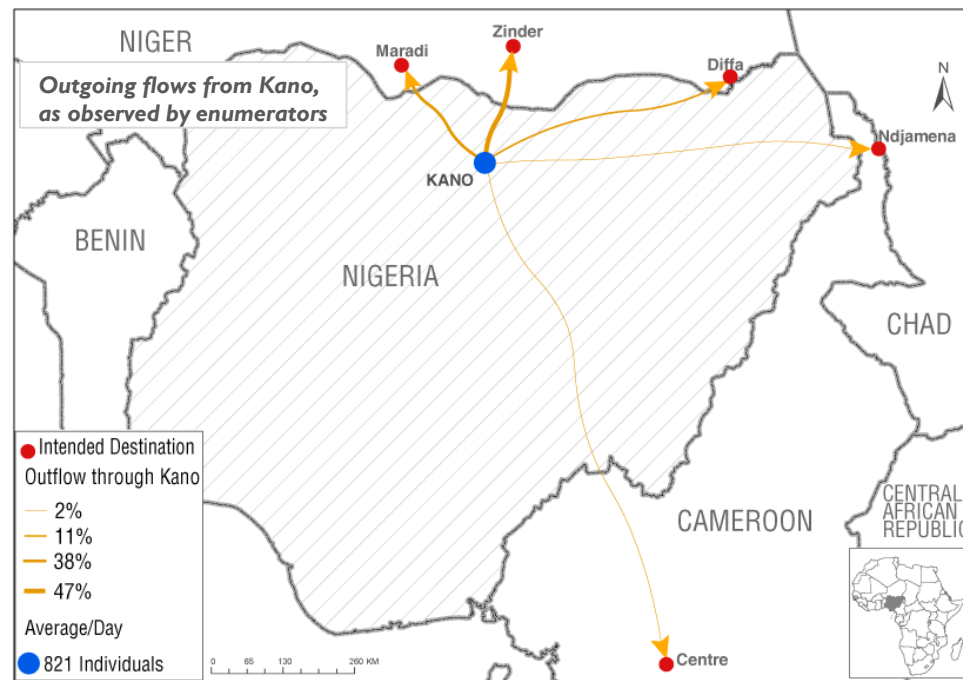 NIGER
Zinder
Maradi
Diffa
Outgoing flows from Kano,
as observed by enumerators
N
Ndjamena
KANO
BENIN
NIGERIA
CHAD
Intended Destination
Outflow through Kano
2%
11%
38%
47%
Average/Day
821 Individuals
CENTRAL
AFRICAN
REPUBLIC
CAMEROON
0 65 130 260 KM
Centre